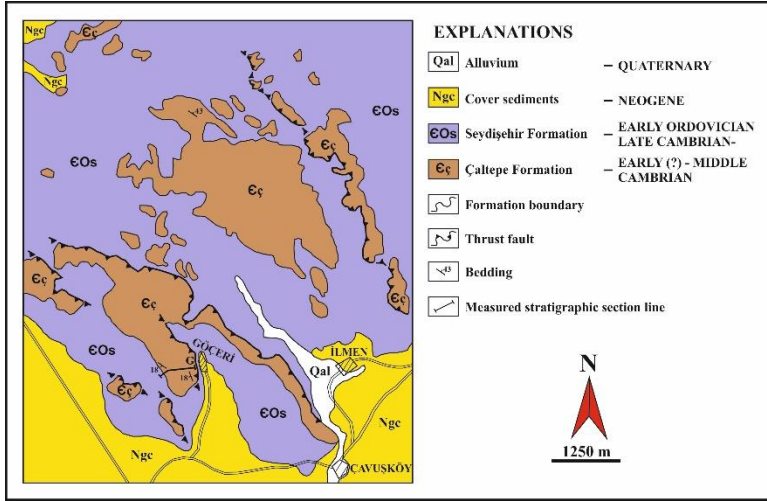 Ngc
Єç
Ngc
43
ЄOs
ЄOs
Єç
Єç
Єç
Єç
Єç
ЄOs
GÖÇERİ
G
18
18
İLMEN
Qal
Єç
ЄOs
Ngc
Ngc
ÇAVUŞKÖY
EXPLANATIONS
Qal Alluvium – QUATERNARY
Ngc Cover sediments – NEOGENE
ЄOs Seydişehir Formation – EARLY ORDOVICIAN
LATE CAMBRIAN-
Єç Çaltepe Formation – EARLY (?) - MIDDLE
CAMBRIAN
Formation boundary
Thrust fault
43 Bedding
Measured stratigraphic section line
N
1250 m